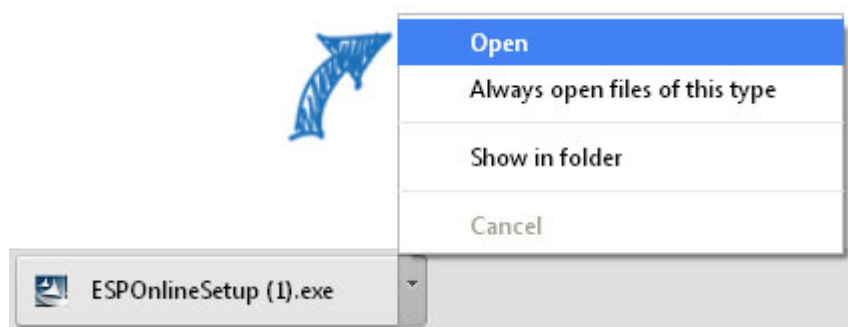 Open
Always open files of this type
Show in folder
Cancel
ESPOnlineSetup (1).exe